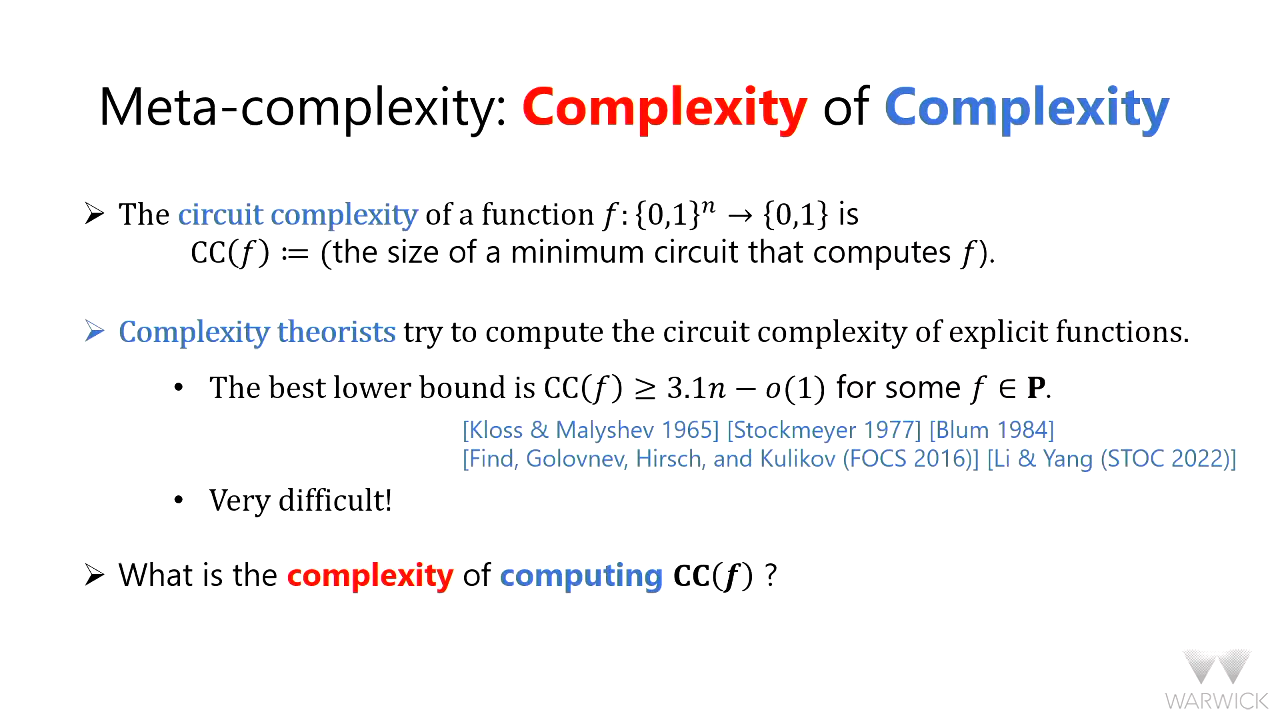 Meta-complexity: Complexity of Complexity
➢ The circuit complexity of a function f: {0,1}ⁿ → {0,1} is
CC(f) ≔ (the size of a minimum circuit that computes f).
➢ Complexity theorists try to compute the circuit complexity of explicit functions.
• The best lower bound is CC(f) ≥ 3.1n − o(1) for some f ∈ P.
[Kloss & Malyshev 1965] [Stockmeyer 1977] [Blum 1984]
[Find, Golovnev, Hirsch, and Kulikov (FOCS 2016)] [Li & Yang (STOC 2022)]
• Very difficult!
➢ What is the complexity of computing CC(f) ?
WARWICK